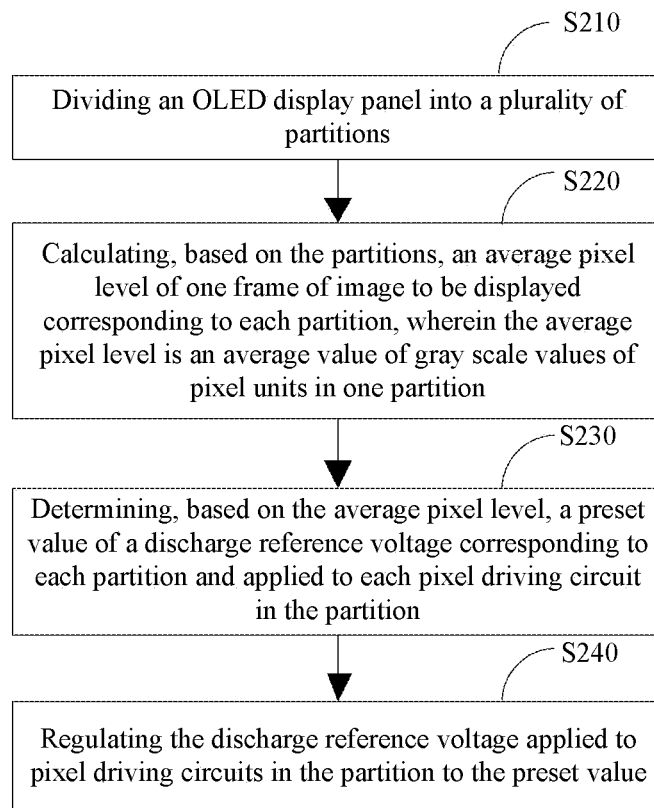 S210
Dividing an OLED display panel into a plurality of
partitions
S220
Calculating, based on the partitions, an average pixel
level of one frame of image to be displayed
corresponding to each partition, wherein the average
pixel level is an average value of gray scale values of
pixel units in one partition
S230
Determining, based on the average pixel level, a preset
value of a discharge reference voltage corresponding to
each partition and applied to each pixel driving circuit
in the partition
S240
Regulating the discharge reference voltage applied to
pixel driving circuits in the partition to the preset value